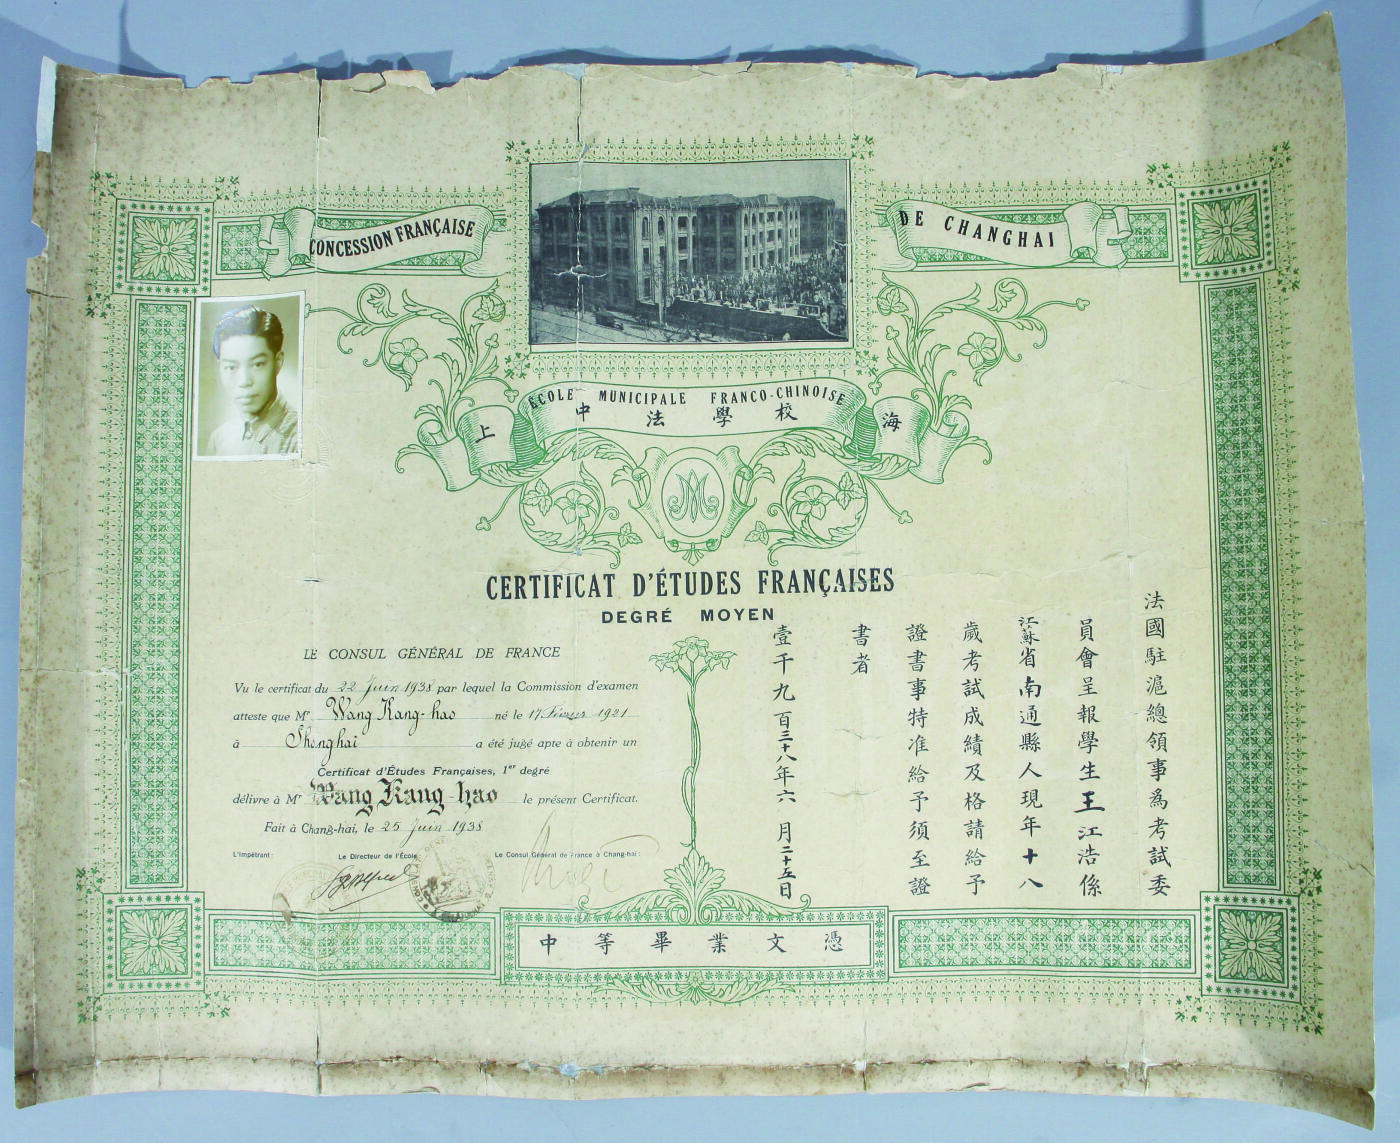 CONCESSION FRANÇAISE
DE CHANGHAI
ÉCOLE MUNICIPALE FRANCO-CHINOISE
上 中 法 學 校 海
CERTIFICAT D'ÉTUDES FRANÇAISES
DEGRÉ MOYEN
LE CONSUL GÉNÉRAL DE FRANCE
Vu le certificat du 22 Juin 1938 par lequel la Commission d'examen
atteste que Mr Wang Kang-hao né le 17 Février 1921
à Shanghai a été jugé apte à obtenir un
Certificat d'Études Françaises, 1er degré
délivre à Mr Wang Kang-hao le présent Certificat.
Fait à Chang-hai, le 25 Juin 1938
L'Impétrant:
Le Directeur de l'École
Le Consul Général de France à Chang-hai:
法國駐滬總領事為考試委
員會呈報學生王江浩係
江蘇省南通縣人現年十八
歲考試成績及格請給予
證書事特准給予須至證
書者
壹千九百三十八年六月二十五日
中等畢業文憑